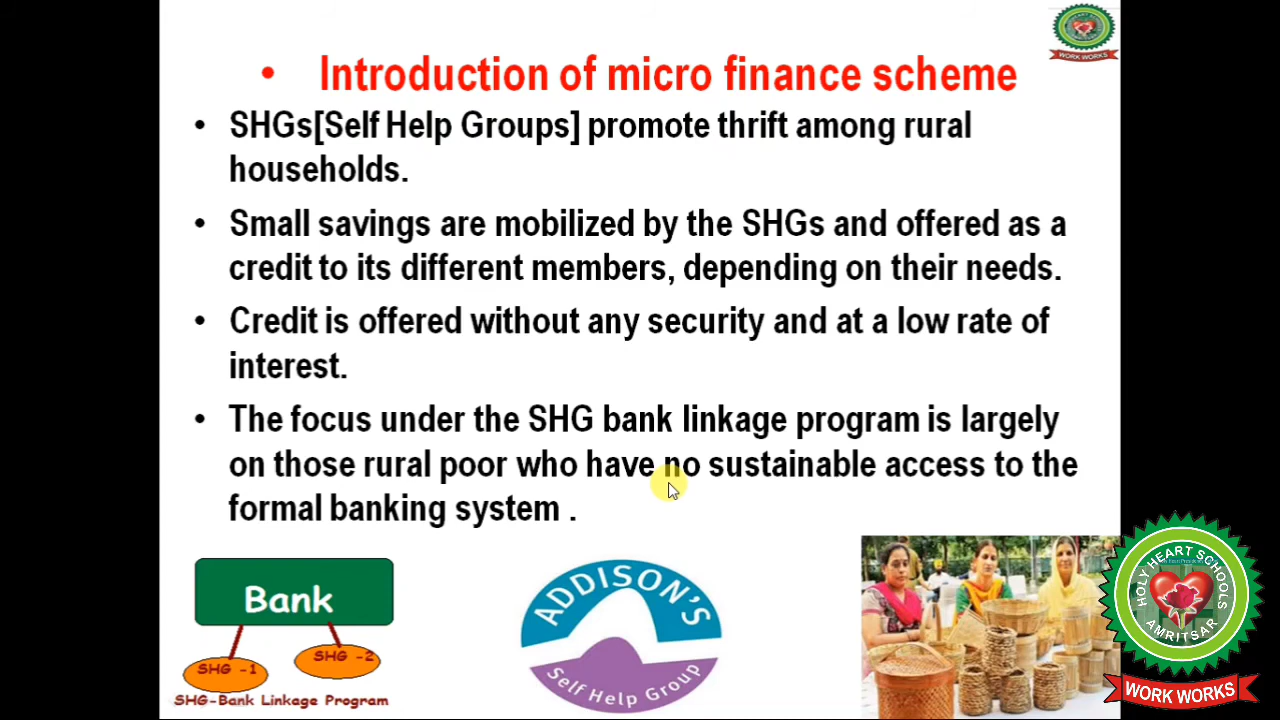 WORK WORKS
• Introduction of micro finance scheme
• SHGs[Self Help Groups] promote thrift among rural
households.
• Small savings are mobilized by the SHGs and offered as a
credit to its different members, depending on their needs.
• Credit is offered without any security and at a low rate of
interest.
• The focus under the SHG bank linkage program is largely
on those rural poor who have no sustainable access to the
formal banking system .
Bank
SHG -1
SHG -2
SHG-Bank Linkage Program
ADDISON'S
Self Help Group
HOLY HEART SCHOOLS
AMRITSAR
WORK WORKS